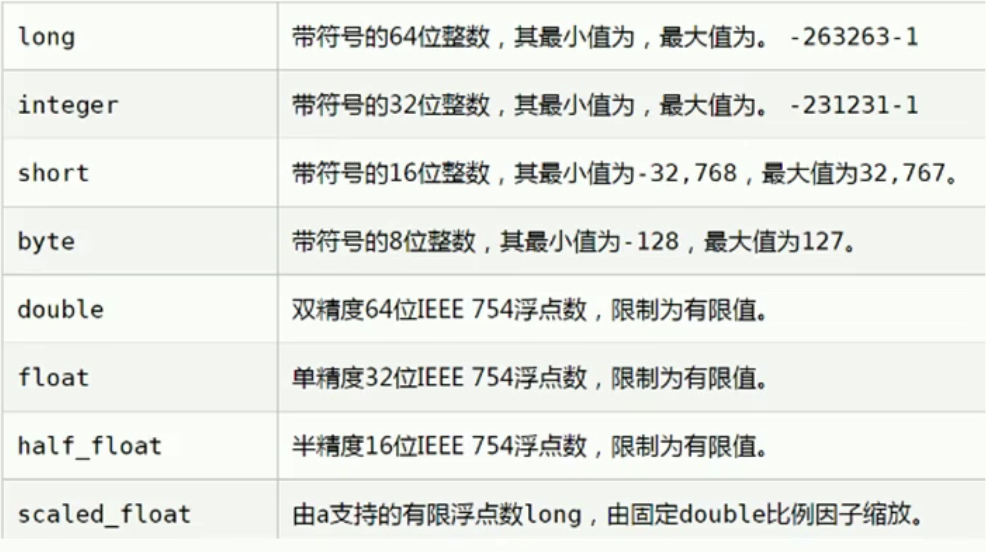 long 带符号的64位整数，其最小值为，最大值为。 -263263-1
integer 带符号的32位整数，其最小值为，最大值为。 -231231-1
short 带符号的16位整数，其最小值为-32,768，最大值为32,767。
byte 带符号的8位整数，其最小值为-128，最大值为127。
double 双精度64位IEEE 754浮点数，限制为有限值。
float 单精度32位IEEE 754浮点数，限制为有限值。
half_float 半精度16位IEEE 754浮点数，限制为有限值。
scaled_float 由a支持的有限浮点数long，由固定double比例因子缩放。